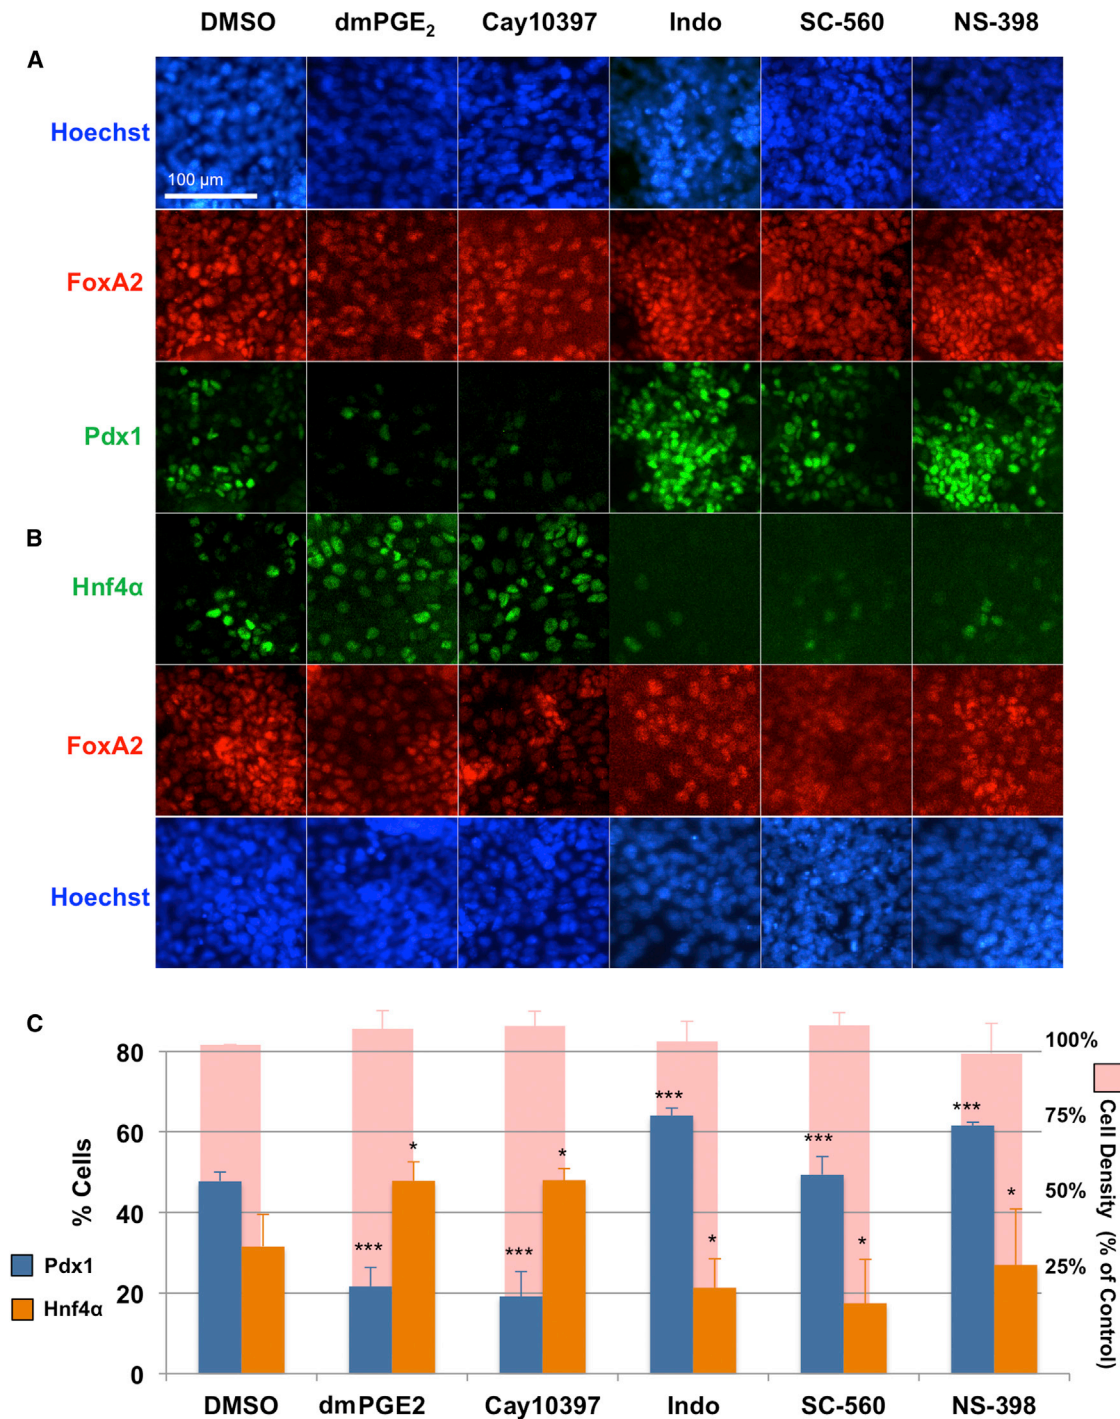 DMSO dmPGE2 Cay10397 Indo SC-560 NS-398
A
Hoechst
100 µm
FoxA2
Pdx1
B
Hnf4α
FoxA2
Hoechst
C
% Cells
80
60
40
20
0
Pdx1
Hnf4α
***
*
***
*
***
*
***
*
***
*
100%
75%
50%
25%
Cell Density (% of Control)
DMSO dmPGE2 Cay10397 Indo SC-560 NS-398